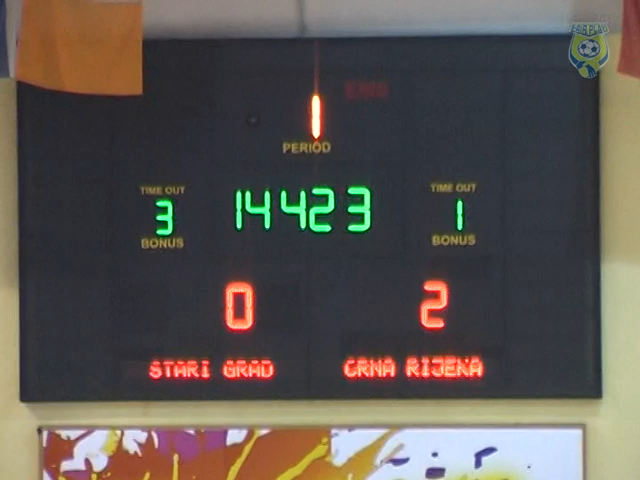 1
PERIOD
TIME OUT TIME OUT
3 14423 1
BONUS BONUS
0 2
STARI GRAD CRNA RIJEKA